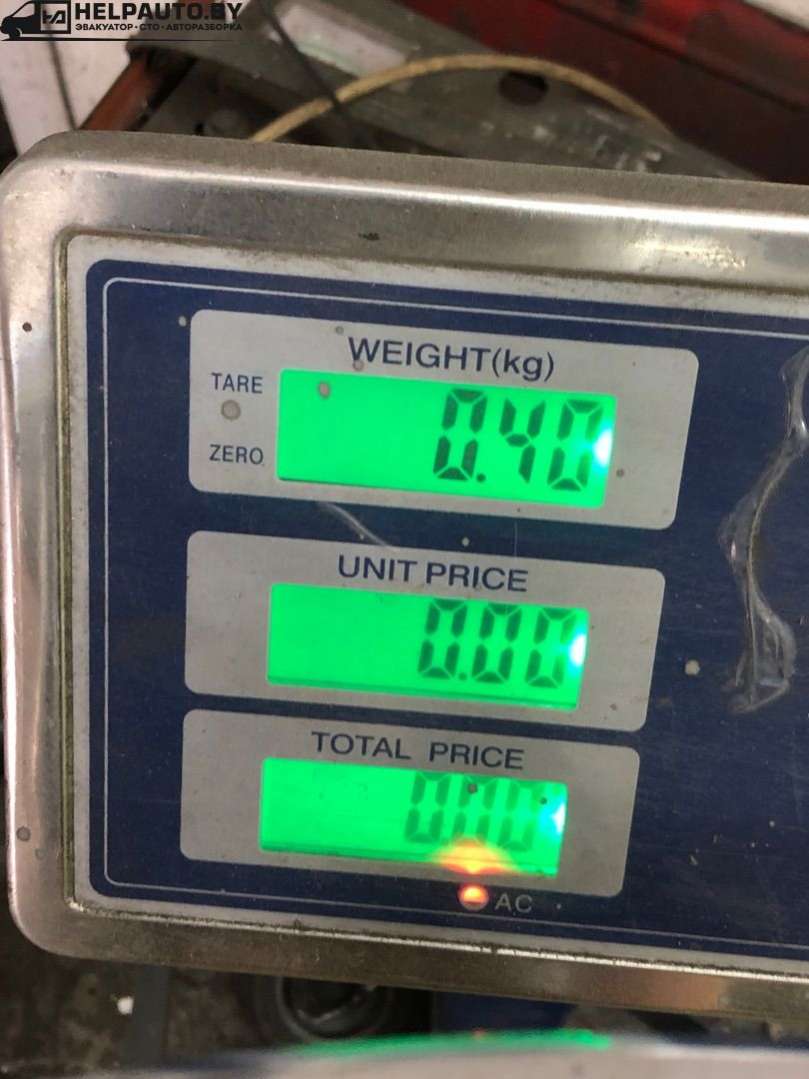 HELPAUTO.BY
ЭВАКУАТОР•СТО•АВТОРАЗБОРКА
WEIGHT(kg)
TARE
0.40
ZERO
UNIT PRICE
0.00
TOTAL PRICE
0.00
AC